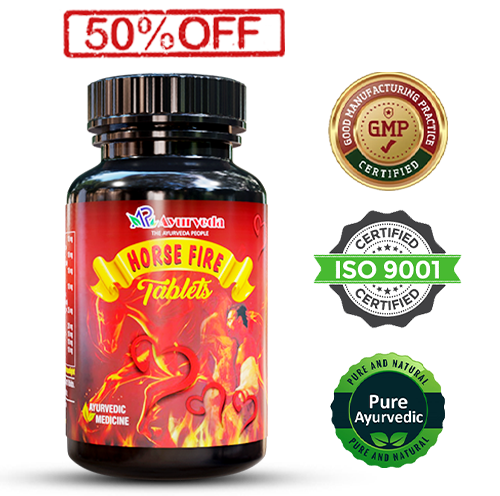 50% OFF
MP Ayurveda
THE AYURVEDA PEOPLE
HORSE FIRE
Tablets
AYURVEDIC
MEDICINE
GOOD MANUFACTURING PRACTICE
GMP
CERTIFIED
CERTIFIED
ISO 9001
CERTIFIED
PURE AND NATURAL
Pure
Ayurvedic
PURE AND NATURAL